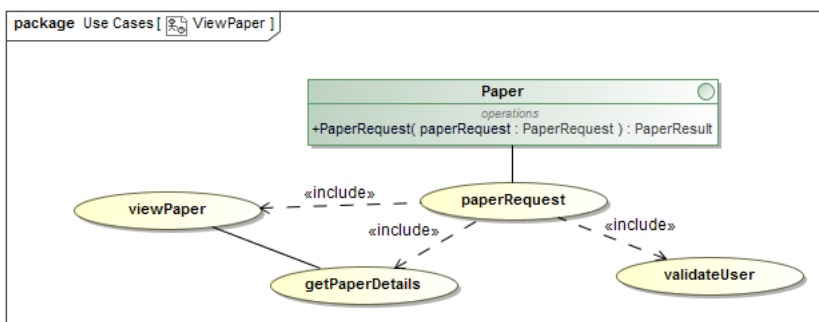 package Use Cases [ ViewPaper ]
Paper
operations
+PaperRequest( paperRequest : PaperRequest ) : PaperResult
«include»
viewPaper
paperRequest
«include»
«include»
getPaperDetails
validateUser